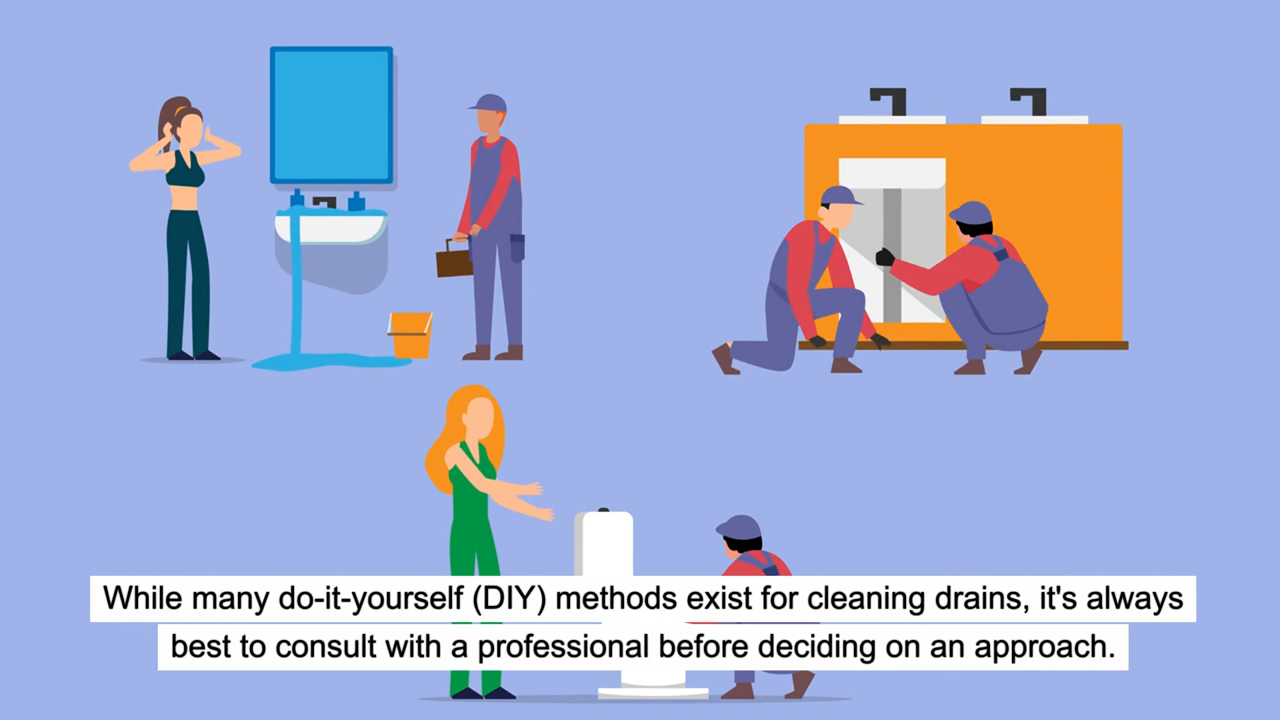 While many do-it-yourself (DIY) methods exist for cleaning drains, it's always
best to consult with a professional before deciding on an approach.